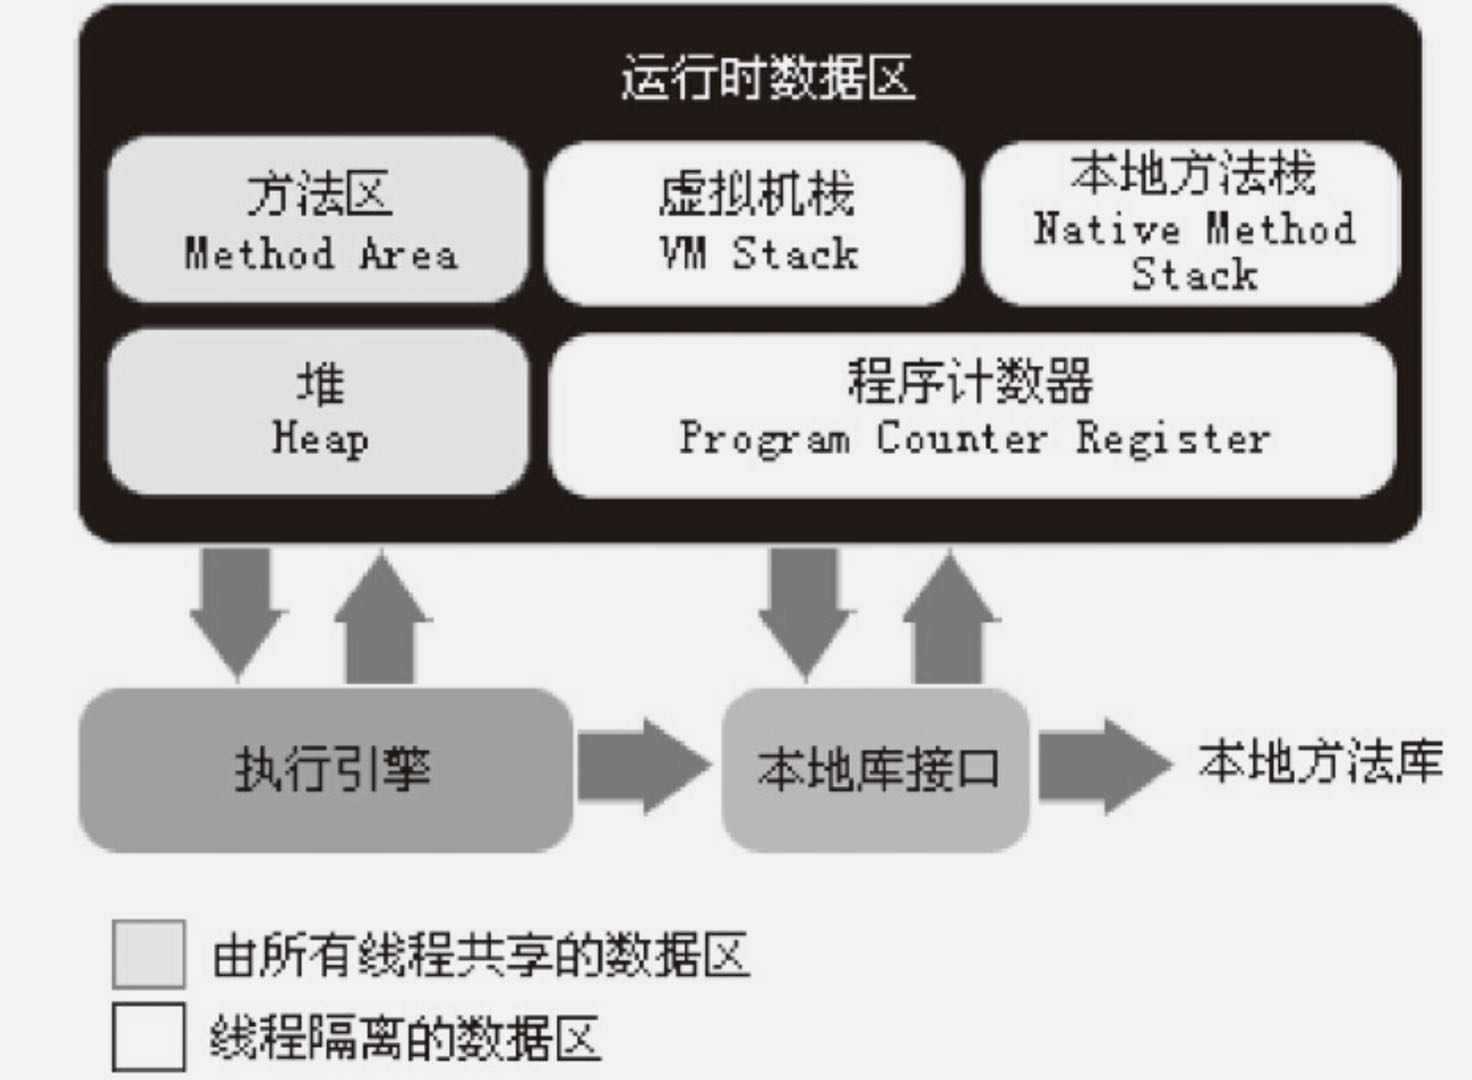 运行时数据区
方法区
Method Area
虚拟机栈
VM Stack
本地方法栈
Native Method
Stack
堆
Heap
程序计数器
Program Counter Register
执行引擎
本地库接口
本地方法库
由所有线程共享的数据区
线程隔离的数据区